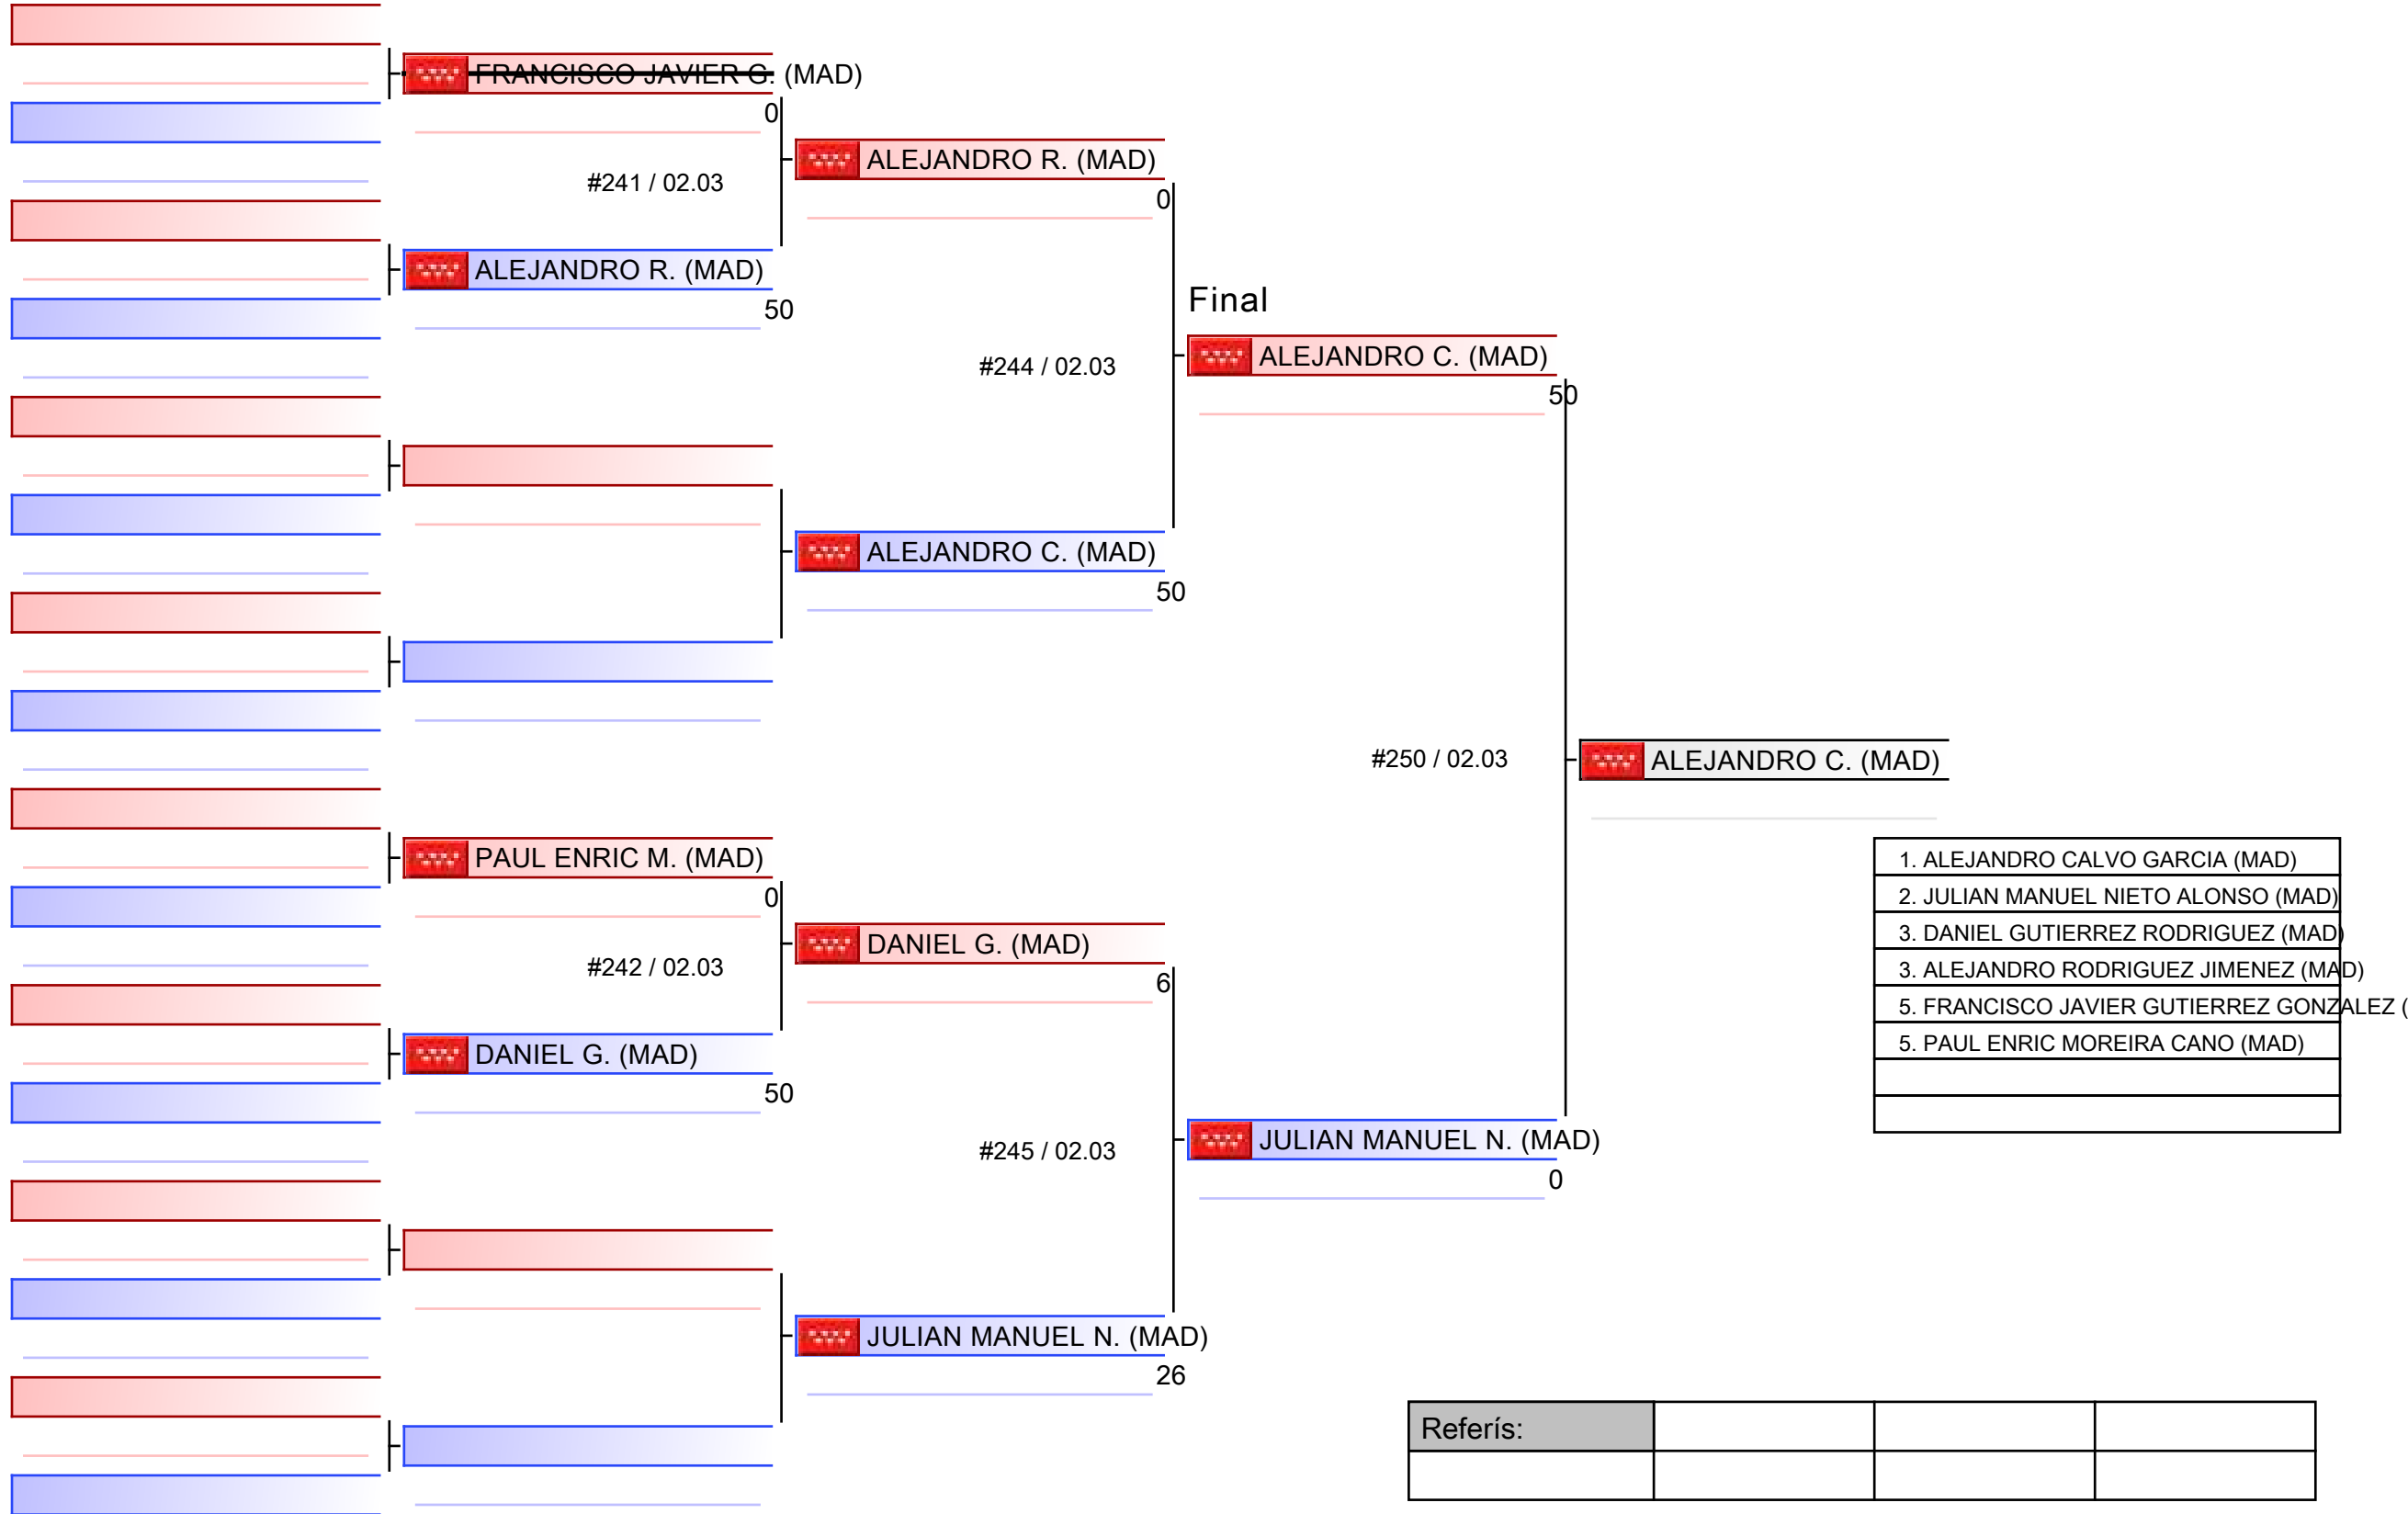 FRANCISCO JAVIER G. (MAD)
0
#241 / 02.03
ALEJANDRO R. (MAD)
50
ALEJANDRO R. (MAD)
0
#244 / 02.03
ALEJANDRO C. (MAD)
50
Final
ALEJANDRO C. (MAD)
50
#250 / 02.03
ALEJANDRO C. (MAD)
PAUL ENRIC M. (MAD)
0
#242 / 02.03
DANIEL G. (MAD)
50
DANIEL G. (MAD)
6
#245 / 02.03
JULIAN MANUEL N. (MAD)
26
JULIAN MANUEL N. (MAD)
0
1. ALEJANDRO CALVO GARCIA (MAD)
2. JULIAN MANUEL NIETO ALONSO (MAD)
3. DANIEL GUTIERREZ RODRIGUEZ (MAD)
3. ALEJANDRO RODRIGUEZ JIMENEZ (MAD)
5. FRANCISCO JAVIER GUTIERREZ GONZALEZ (
5. PAUL ENRIC MOREIRA CANO (MAD)
Referís: